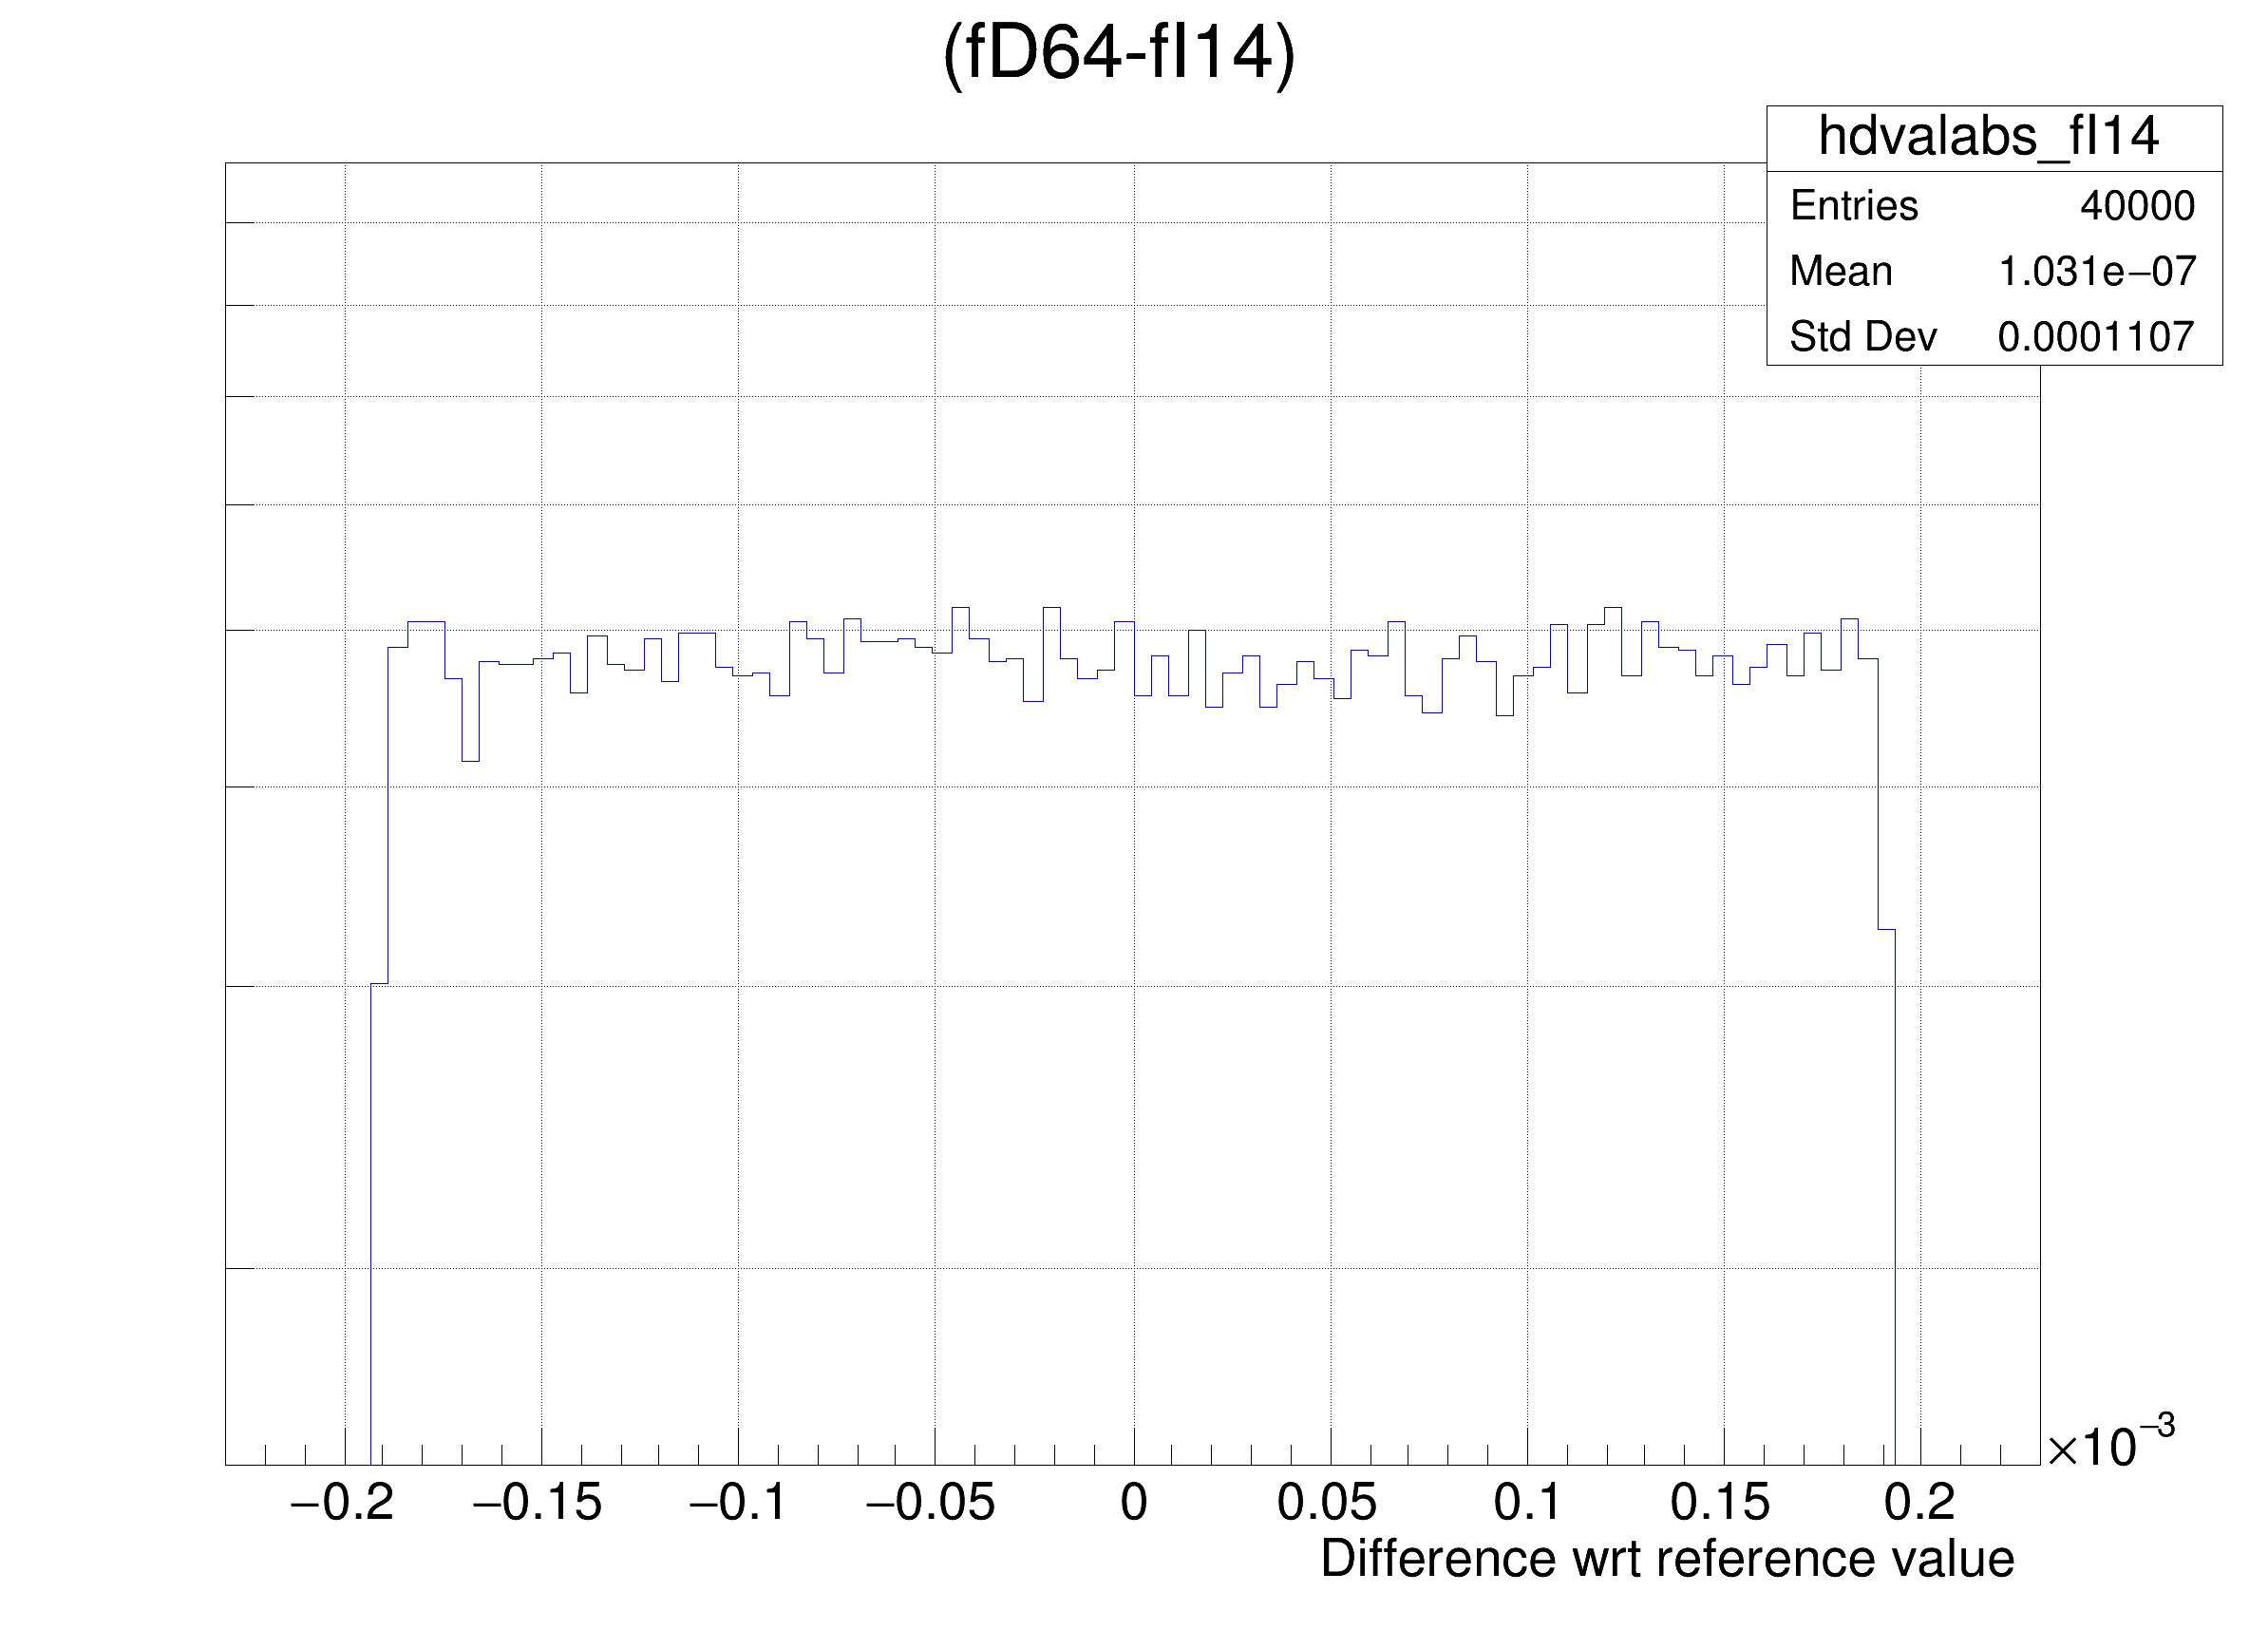 (fD64-fI14)
hdvalabs_fI14
Entries 40000
Mean 1.031e−07
Std Dev 0.0001107
−0.2 −0.15 −0.1 −0.05 0 0.05 0.1 0.15 0.2 ×10⁻³
Difference wrt reference value